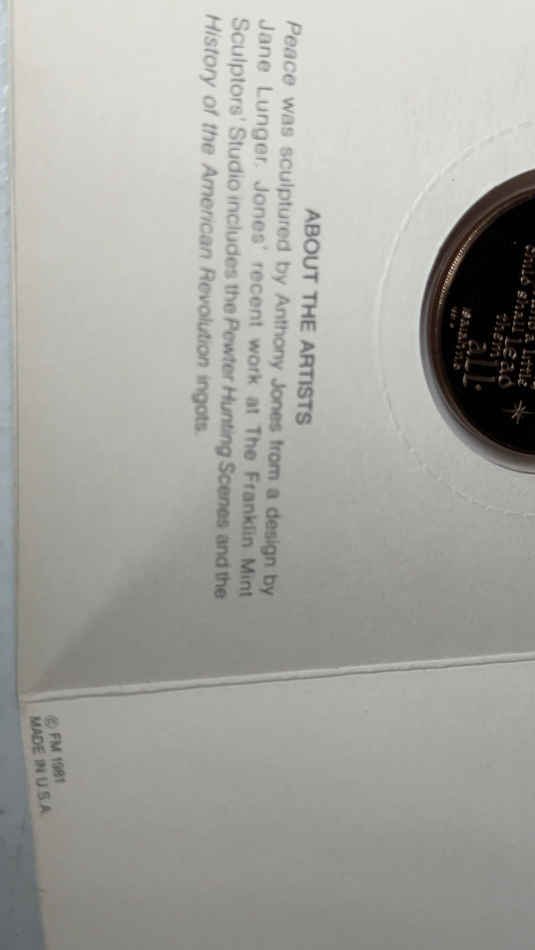 ABOUT THE ARTISTS
Peace was sculptured by Anthony Jones from a design by
Jane Lunger. Jones' recent work at The Franklin Mint
Sculptors' Studio includes the Pewter Hunting Scenes and the
History of the American Revolution ingots.
© FM 1981
MADE IN U.S.A.
a little
shall lead
them
all.